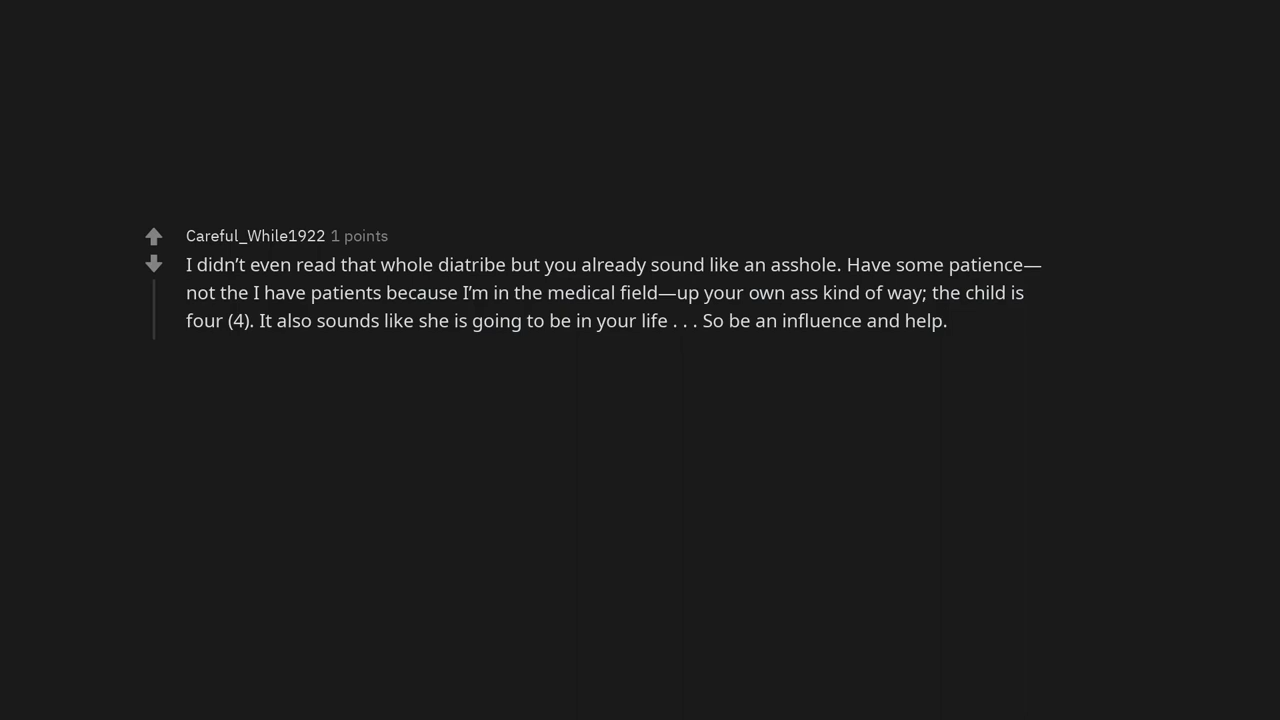 Careful_While1922 1 points
I didn’t even read that whole diatribe but you already sound like an asshole. Have some patience—
not the I have patients because I’m in the medical field—up your own ass kind of way; the child is
four (4). It also sounds like she is going to be in your life . . . So be an influence and help.